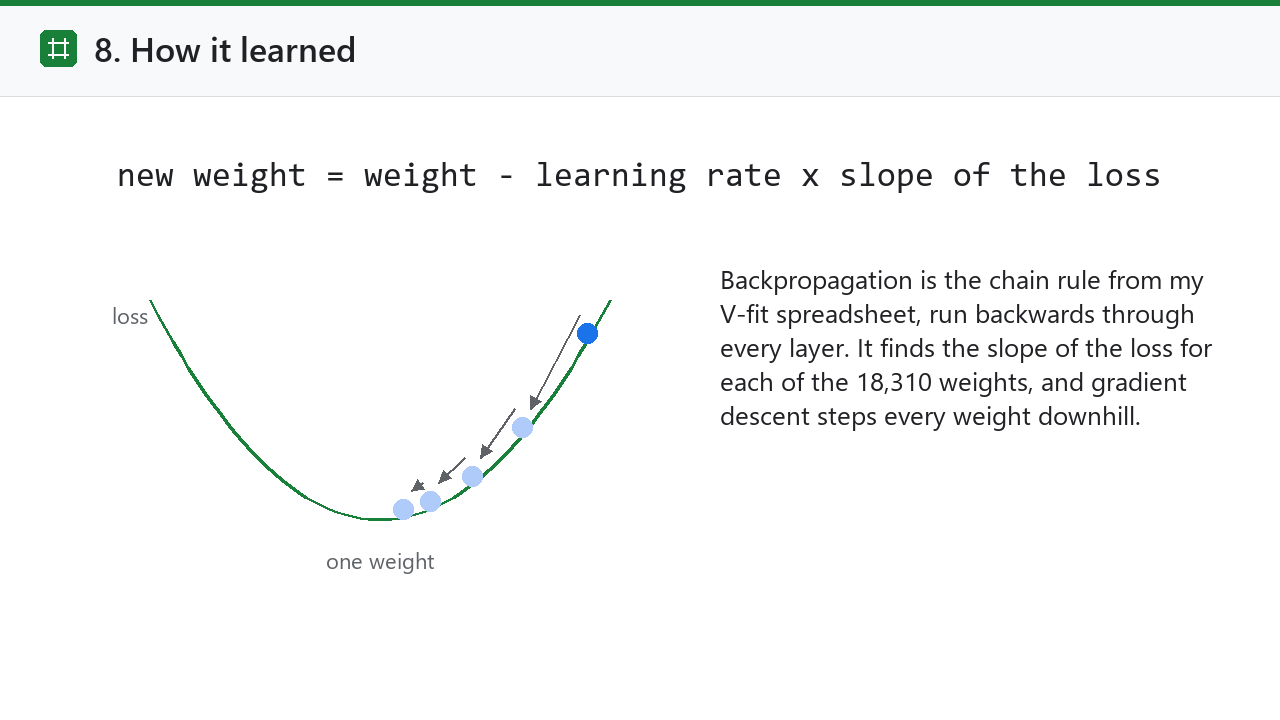 8. How it learned
new weight = weight - learning rate x slope of the loss
loss
one weight
Backpropagation is the chain rule from my
V-fit spreadsheet, run backwards through
every layer. It finds the slope of the loss for
each of the 18,310 weights, and gradient
descent steps every weight downhill.